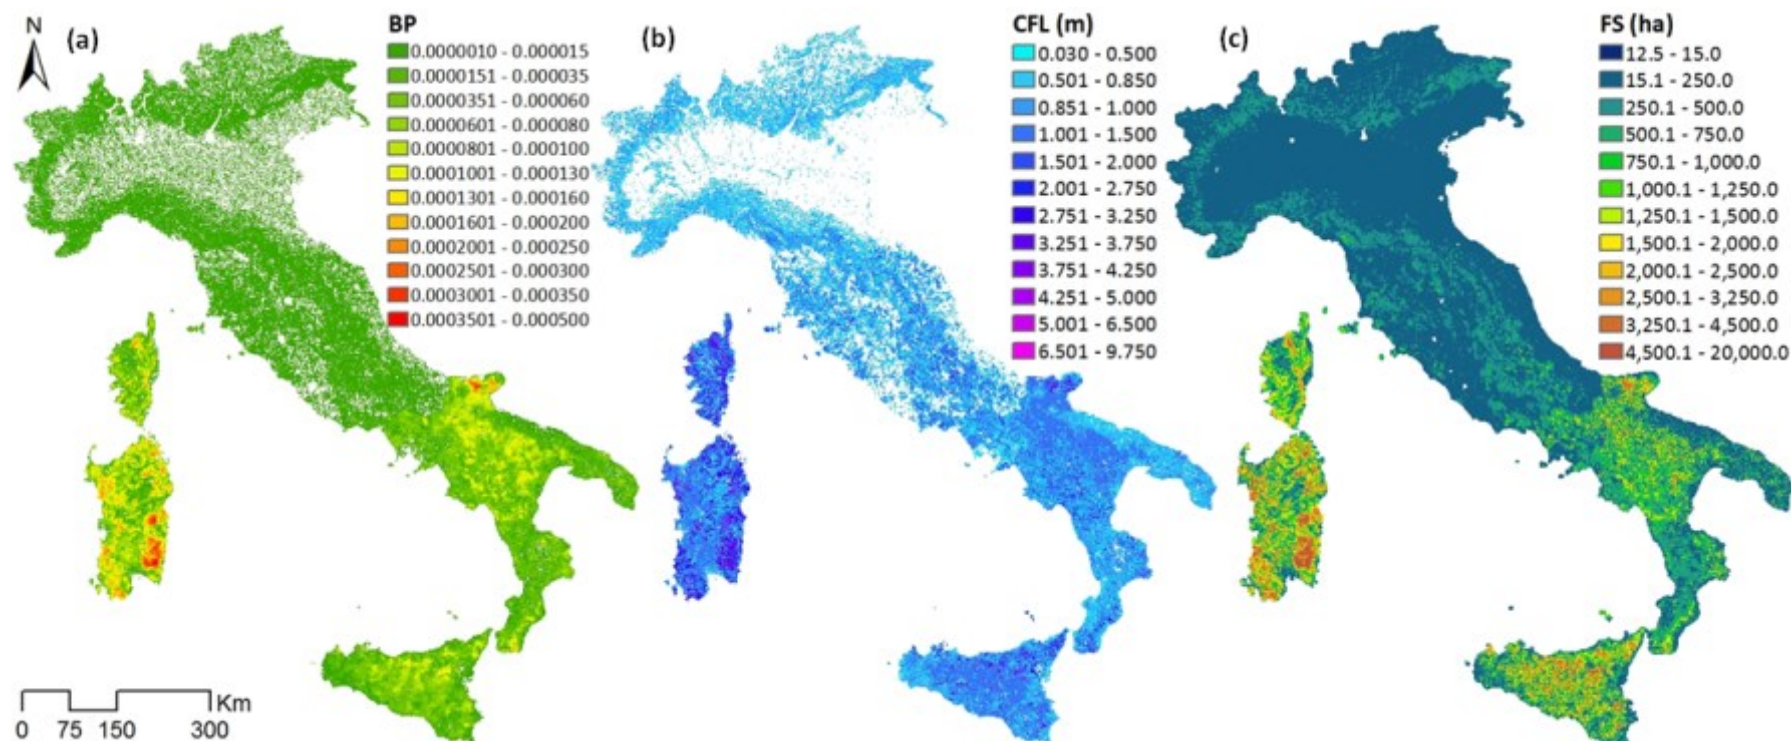 N
(a)
BP
0.0000010 - 0.000015
0.0000151 - 0.000035
0.0000351 - 0.000060
0.0000601 - 0.000080
0.0000801 - 0.000100
0.0001001 - 0.000130
0.0001301 - 0.000160
0.0001601 - 0.000200
0.0002001 - 0.000250
0.0002501 - 0.000300
0.0003001 - 0.000350
0.0003501 - 0.000500
(b)
CFL (m)
0.030 - 0.500
0.501 - 0.850
0.851 - 1.000
1.001 - 1.500
1.501 - 2.000
2.001 - 2.750
2.751 - 3.250
3.251 - 3.750
3.751 - 4.250
4.251 - 5.000
5.001 - 6.500
6.501 - 9.750
(c)
FS (ha)
12.5 - 15.0
15.1 - 250.0
250.1 - 500.0
500.1 - 750.0
750.1 - 1,000.0
1,000.1 - 1,250.0
1,250.1 - 1,500.0
1,500.1 - 2,000.0
2,000.1 - 2,500.0
2,500.1 - 3,250.0
3,250.1 - 4,500.0
4,500.1 - 20,000.0
Km
0 75 150 300